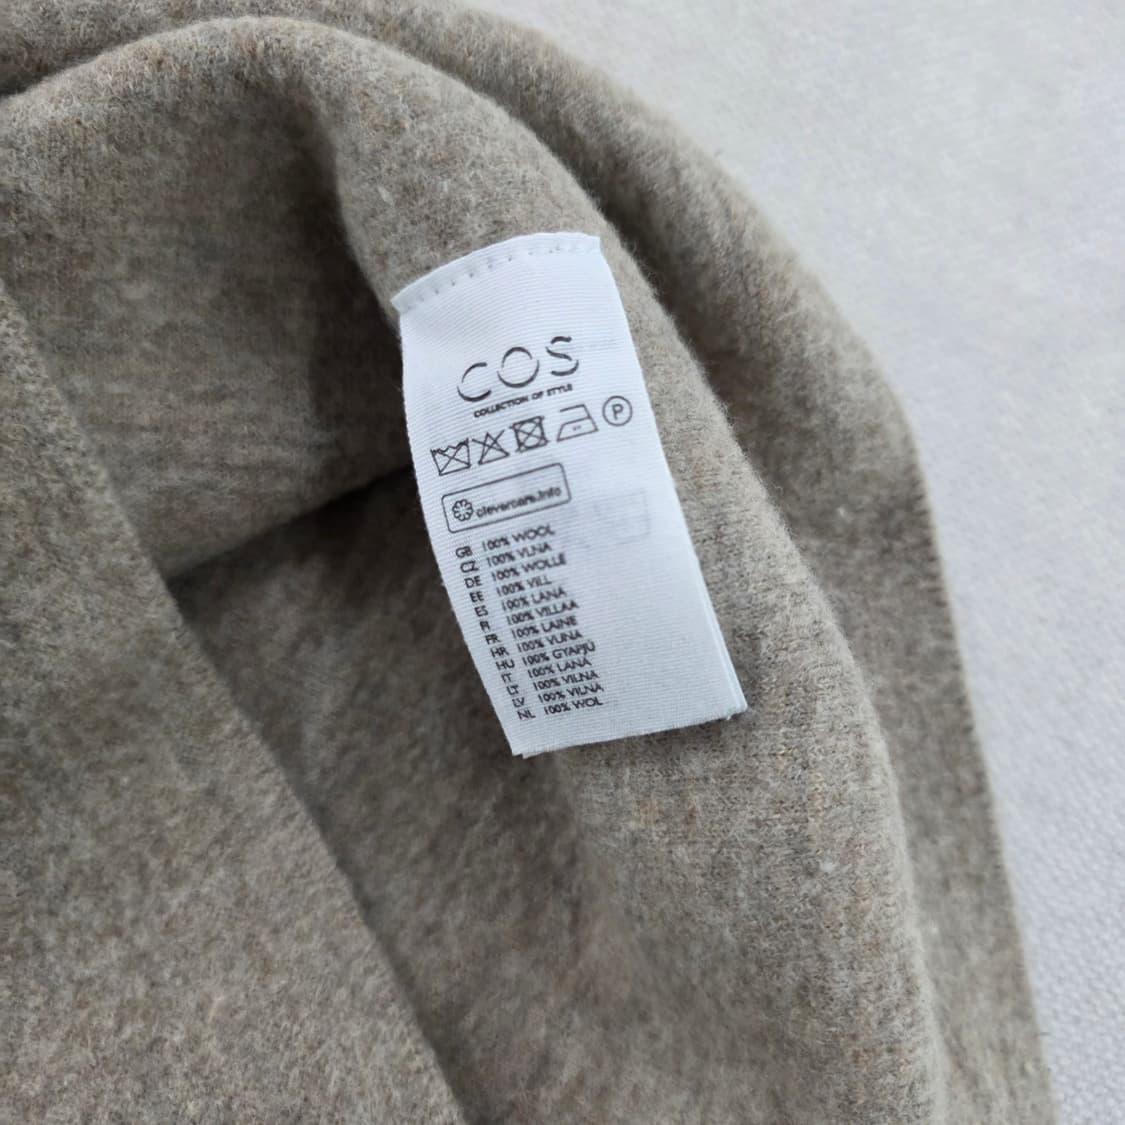 COS
COLLECTION OF STYLE
P
clevercare.info
GB 100% WOOL
CZ 100% VLNA
DE 100% WOLLE
EE 100% VILL
ES 100% LANA
FI 100% VILLAA
FR 100% LAINE
HR 100% VUNA
HU 100% GYAPJÚ
IT 100% LANA
LT 100% VILNA
LV 100% VILNA
NL 100% WOL